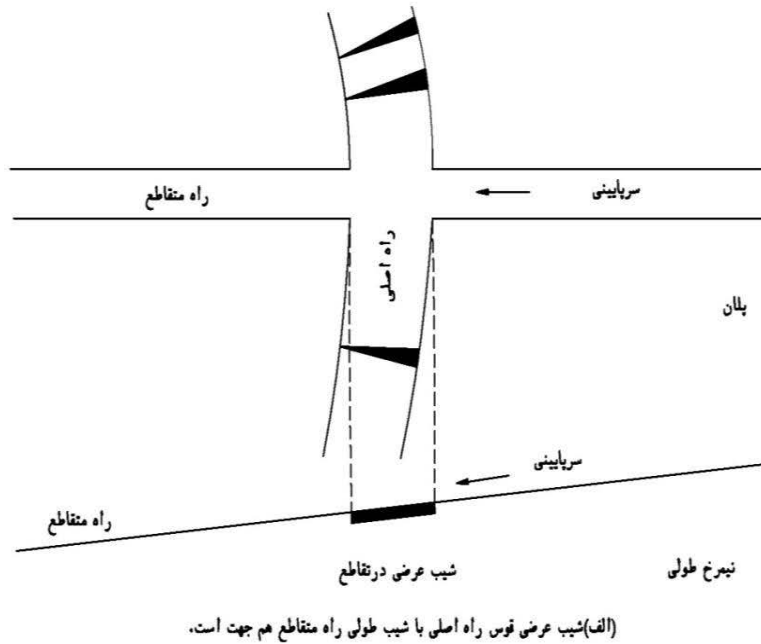 سرپایینی
راه متقاطع
راه اصلی
پلان
سرپایینی
راه متقاطع
شیب عرضی درتقاطع
نیمرخ طولی
(الف)شیب عرضی قوس راه اصلی با شیب طولی راه متقاطع هم جهت است.